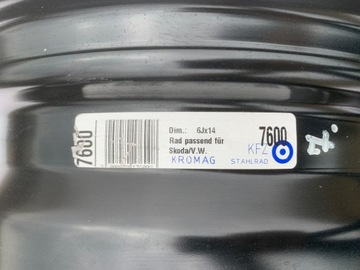 7600
Dim.: 6Jx14
Rad passend für
Skoda/V.W.
KROMAG
7600
KFZ
STAHLRAD